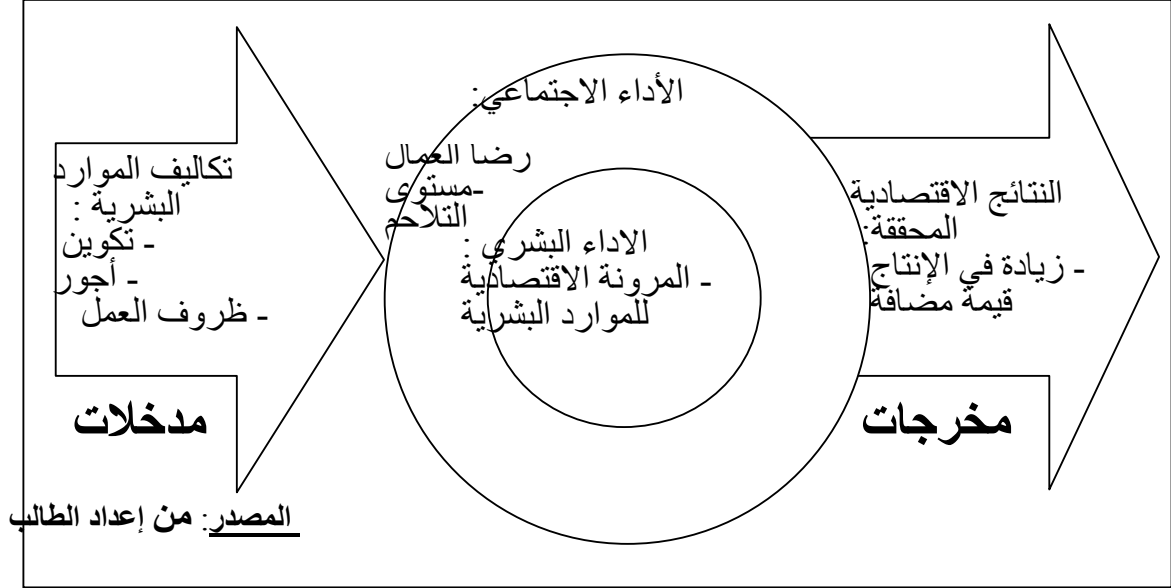 تكاليف الموارد
البشرية :
- تكوين
- أجور
- ظروف العمل
مدخلات
الأداء الاجتماعي:
رضا العمال
-مستوى
التلاحم
الاداء البشري :
- المرونة الاقتصادية
للموارد البشرية
النتائج الاقتصادية
المحققة:
- زيادة في الإنتاج
قيمة مضافة
مخرجات
المصدر: من إعداد الطالب